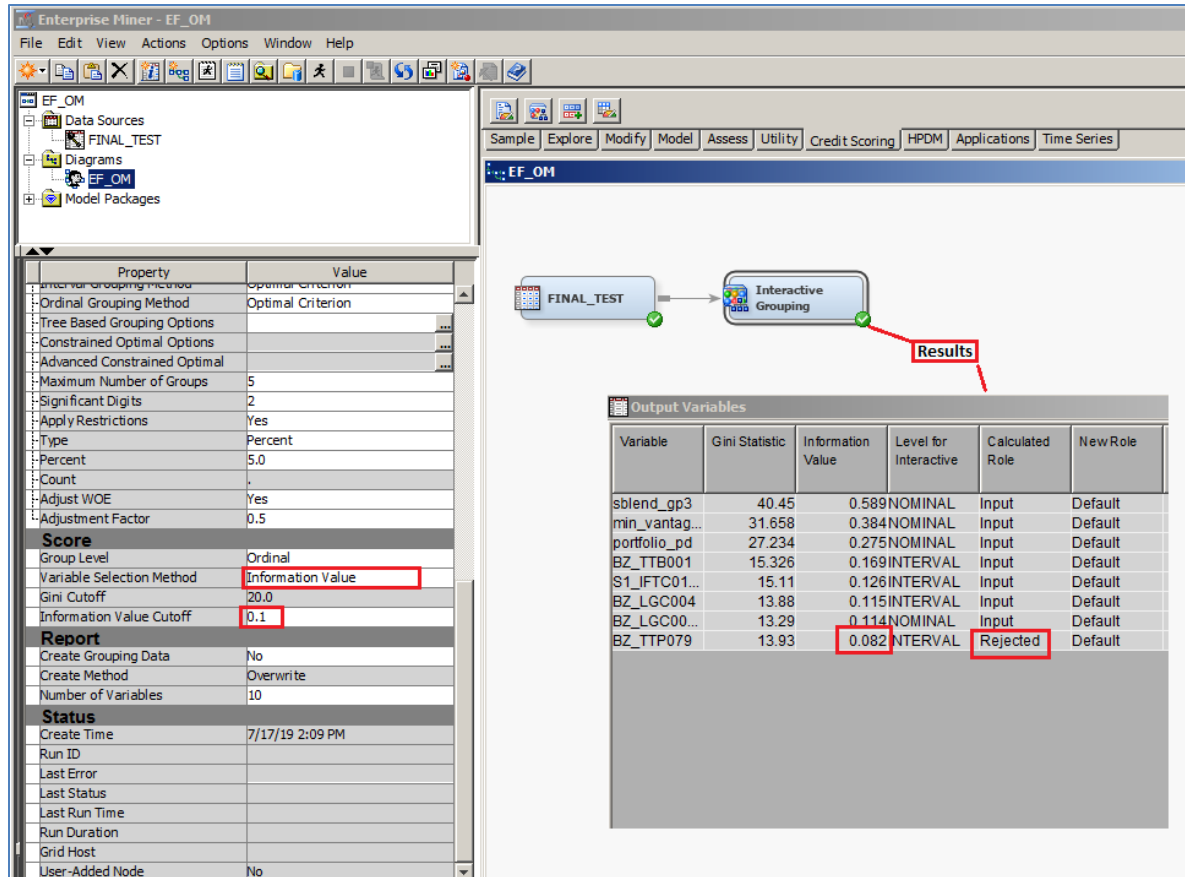 Enterprise Miner - EF_OM
File Edit View Actions Options Window Help
EF_OM
Data Sources
FINAL_TEST
Diagrams
EF_OM
Model Packages
Property Value
Interval Grouping Method Optimal Criterion
Ordinal Grouping Method Optimal Criterion
Tree Based Grouping Options ...
Constrained Optimal Options ...
Advanced Constrained Optimal ...
Maximum Number of Groups 5
Significant Digits 2
Apply Restrictions Yes
Type Percent
Percent 5.0
Count .
Adjust WOE Yes
Adjustment Factor 0.5
Score
Group Level Ordinal
Variable Selection Method Information Value
Gini Cutoff 20.0
Information Value Cutoff 0.1
Report
Create Grouping Data No
Create Method Overwrite
Number of Variables 10
Status
Create Time 7/17/19 2:09 PM
Run ID
Last Error
Last Status
Last Run Time
Run Duration
Grid Host
User-Added Node No
Sample Explore Modify Model Assess Utility Credit Scoring HPDM Applications Time Series
EF_OM
FINAL_TEST
Interactive
Grouping
Results
Output Variables
Variable Gini Statistic Information Value Level for Interactive Calculated Role New Role
sblend_gp3 40.45 0.589 NOMINAL Input Default
min_vantag... 31.658 0.384 NOMINAL Input Default
portfolio_pd 27.234 0.275 NOMINAL Input Default
BZ_TTB001 15.326 0.169 INTERVAL Input Default
S1_IFTC01... 15.11 0.126 INTERVAL Input Default
BZ_LGC004 13.88 0.115 INTERVAL Input Default
BZ_LGC00... 13.29 0.114 NOMINAL Input Default
BZ_TTP079 13.93 0.082 INTERVAL Rejected Default